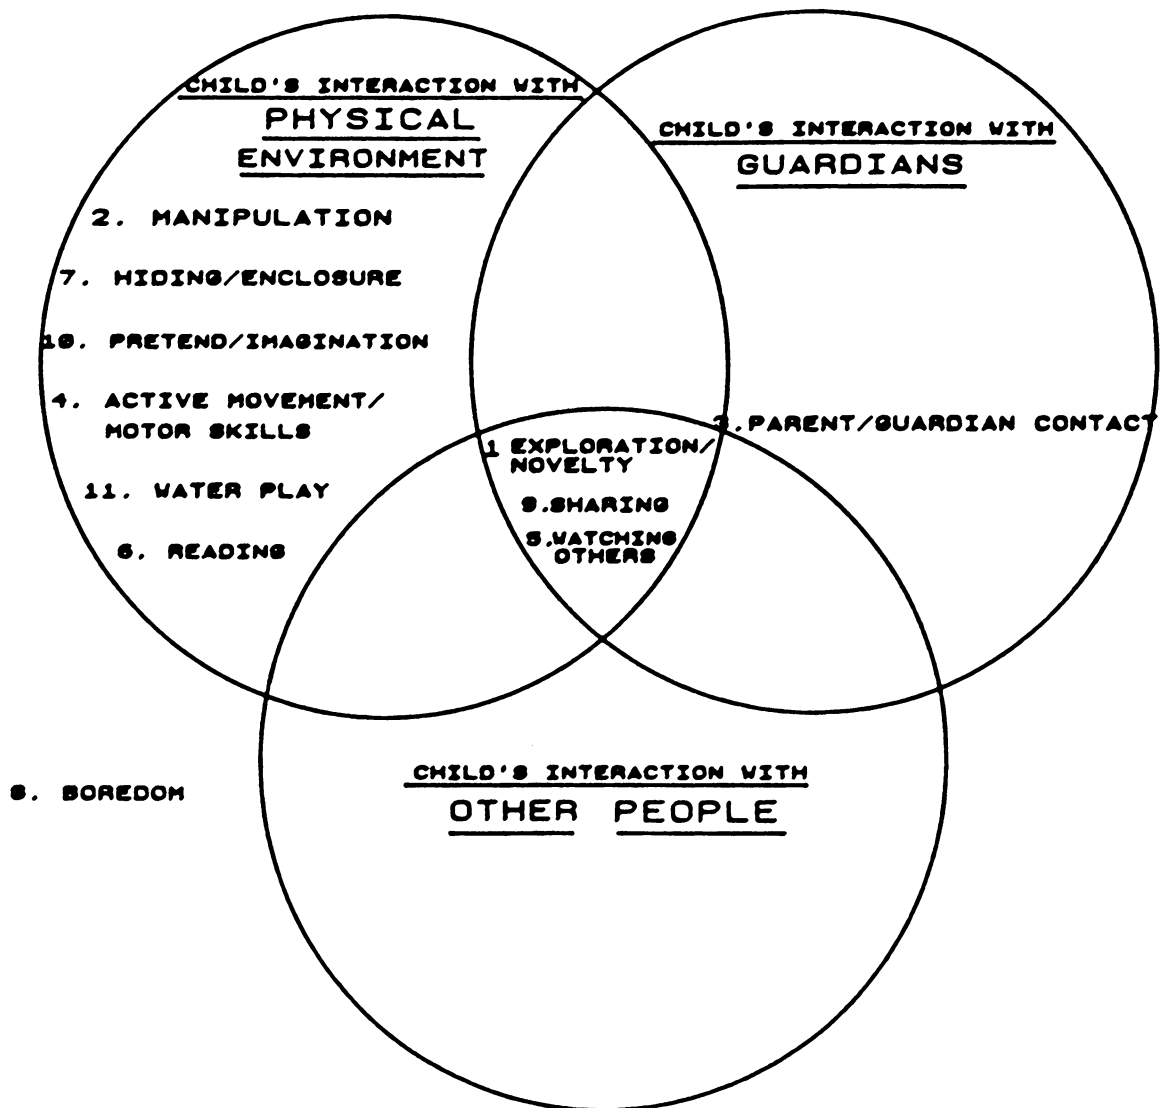 CHILD'S INTERACTION WITH
PHYSICAL
ENVIRONMENT
2. MANIPULATION
7. HIDING/ENCLOSURE
10. PRETEND/IMAGINATION
4. ACTIVE MOVEMENT/
MOTOR SKILLS
11. WATER PLAY
6. READING
CHILD'S INTERACTION WITH
GUARDIANS
3. PARENT/GUARDIAN CONTACT
1 EXPLORATION/
NOVELTY
9. SHARING
5. WATCHING
OTHERS
8. BOREDOM
CHILD'S INTERACTION WITH
OTHER PEOPLE